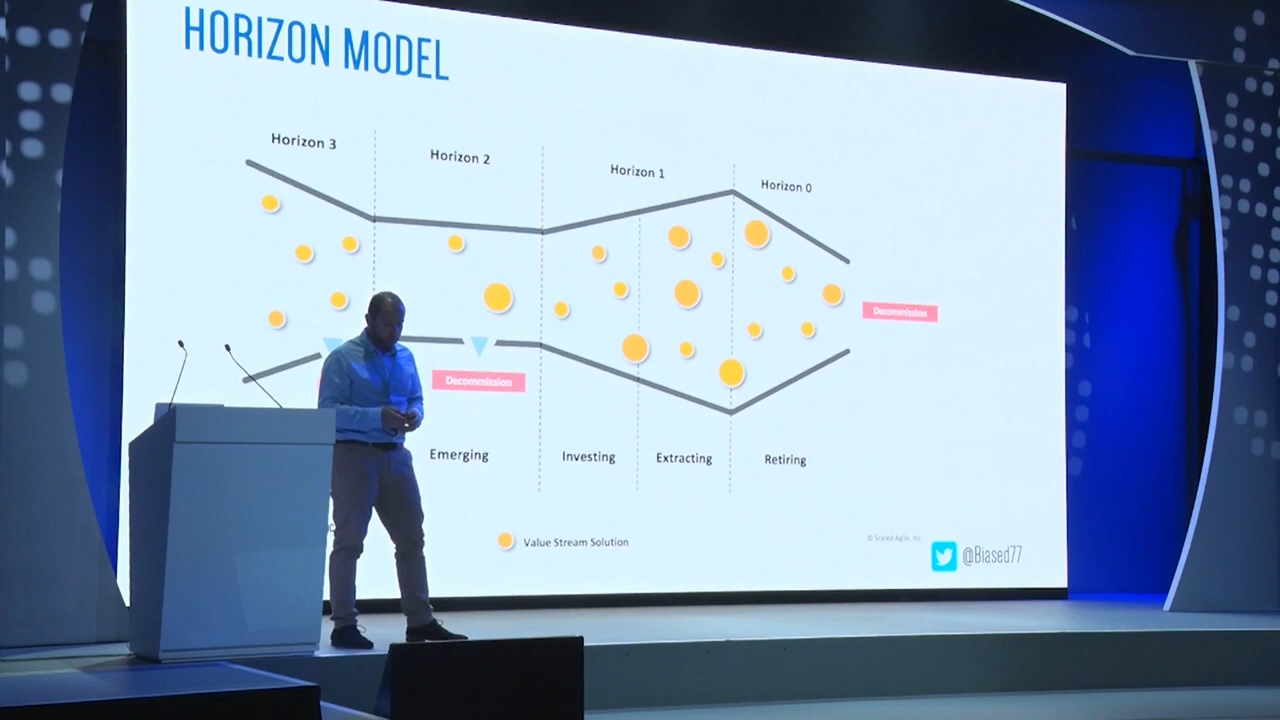 HORIZON MODEL
Horizon 3
Horizon 2
Horizon 1
Horizon 0
Decommission
Decommission
Emerging
Investing
Extracting
Retiring
Value Stream Solution
© Scaled Agile, Inc
@Biased77